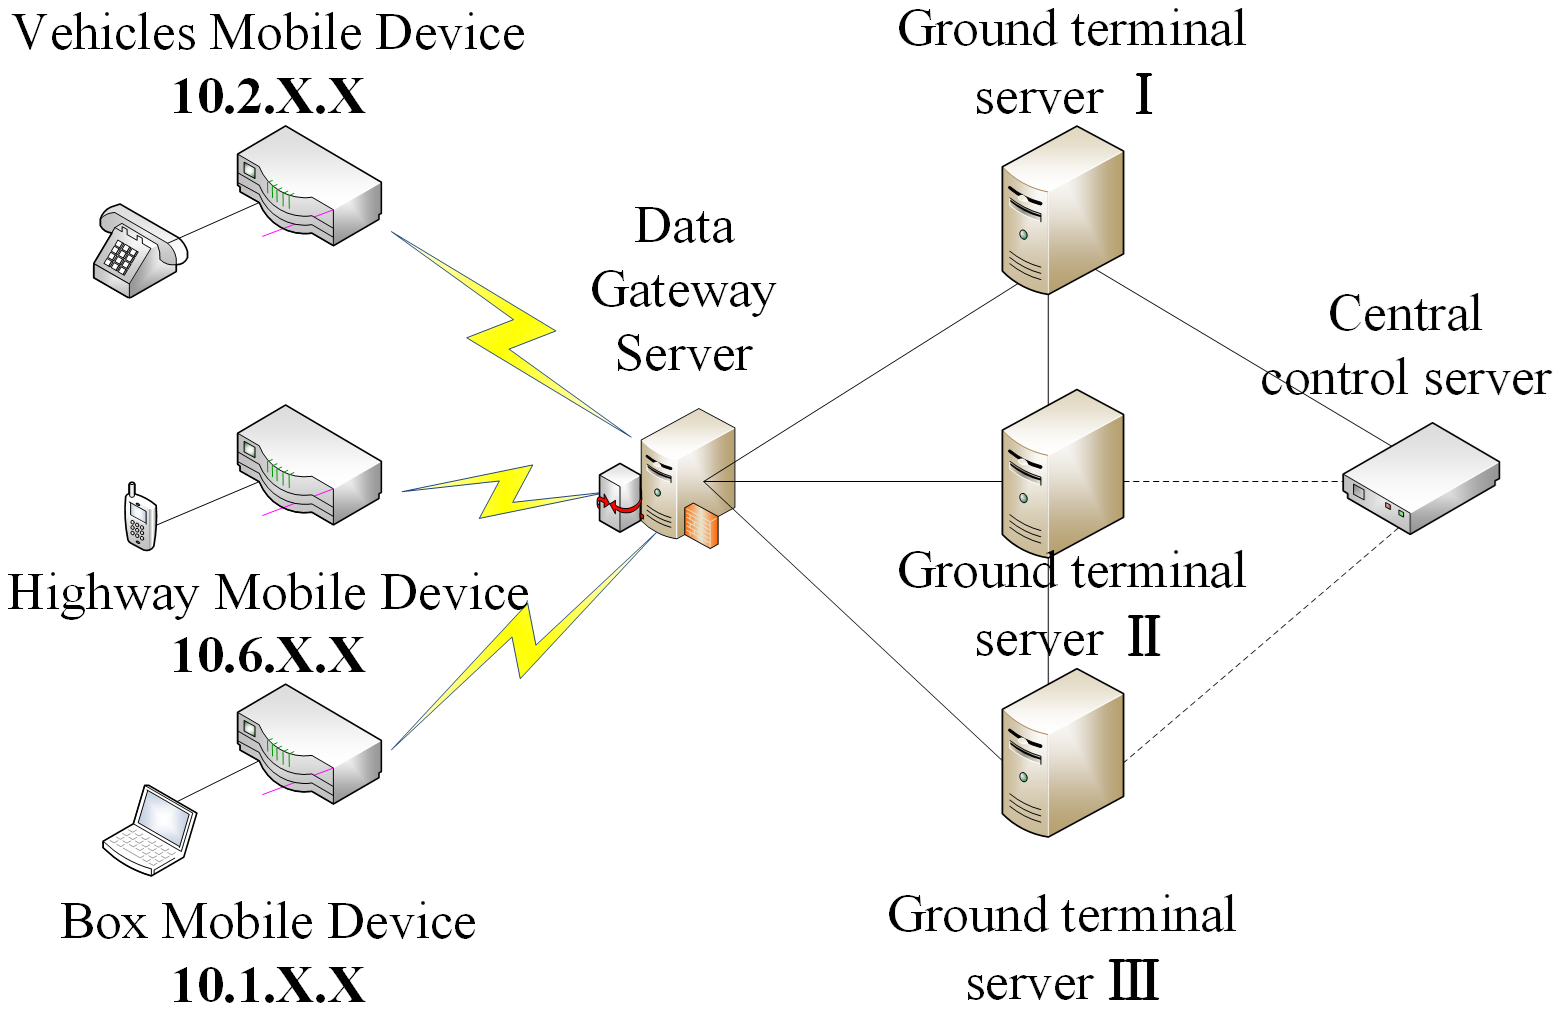 Vehicles Mobile Device
10.2.X.X
Ground terminal
server Ⅰ
Data
Gateway
Server
Central
control server
Highway Mobile Device
10.6.X.X
Ground terminal
server Ⅱ
Box Mobile Device
10.1.X.X
Ground terminal
server Ⅲ